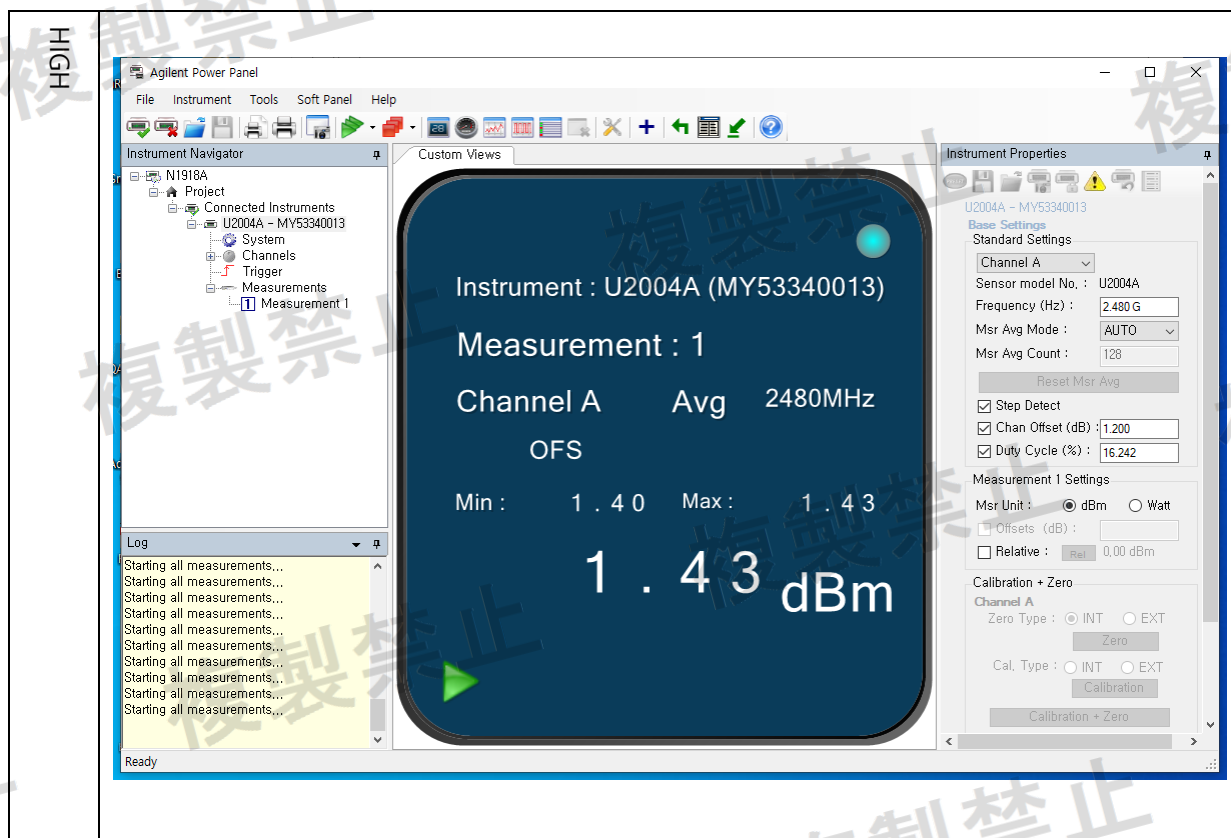 HIGH
Agilent Power Panel
File Instrument Tools Soft Panel Help
Instrument Navigator
N1918A
Project
Connected Instruments
U2004A - MY53340013
System
Channels
Trigger
Measurements
1 Measurement 1
Log
Starting all measurements...
Starting all measurements...
Starting all measurements...
Starting all measurements...
Starting all measurements...
Starting all measurements...
Starting all measurements...
Starting all measurements...
Starting all measurements...
Starting all measurements...
Ready
Custom Views
Instrument : U2004A (MY53340013)
Measurement : 1
Channel A Avg 2480MHz
OFS
Min : 1.40 Max : 1.43
1.43 dBm
Instrument Properties
U2004A - MY53340013
Base Settings
Standard Settings
Channel A
Sensor model No. : U2004A
Frequency (Hz) : 2.480 G
Msr Avg Mode : AUTO
Msr Avg Count : 128
Reset Msr Avg
Step Detect
Chan Offset (dB) : 1.200
Duty Cycle (%) : 16.242
Measurement 1 Settings
Msr Unit : dBm Watt
Offsets (dB) :
Relative : Rel 0.00 dBm
Calibration + Zero
Channel A
Zero Type : INT EXT
Zero
Cal. Type : INT EXT
Calibration
Calibration + Zero
複製禁止
複製禁止
複製禁止
複製禁止
複製禁止